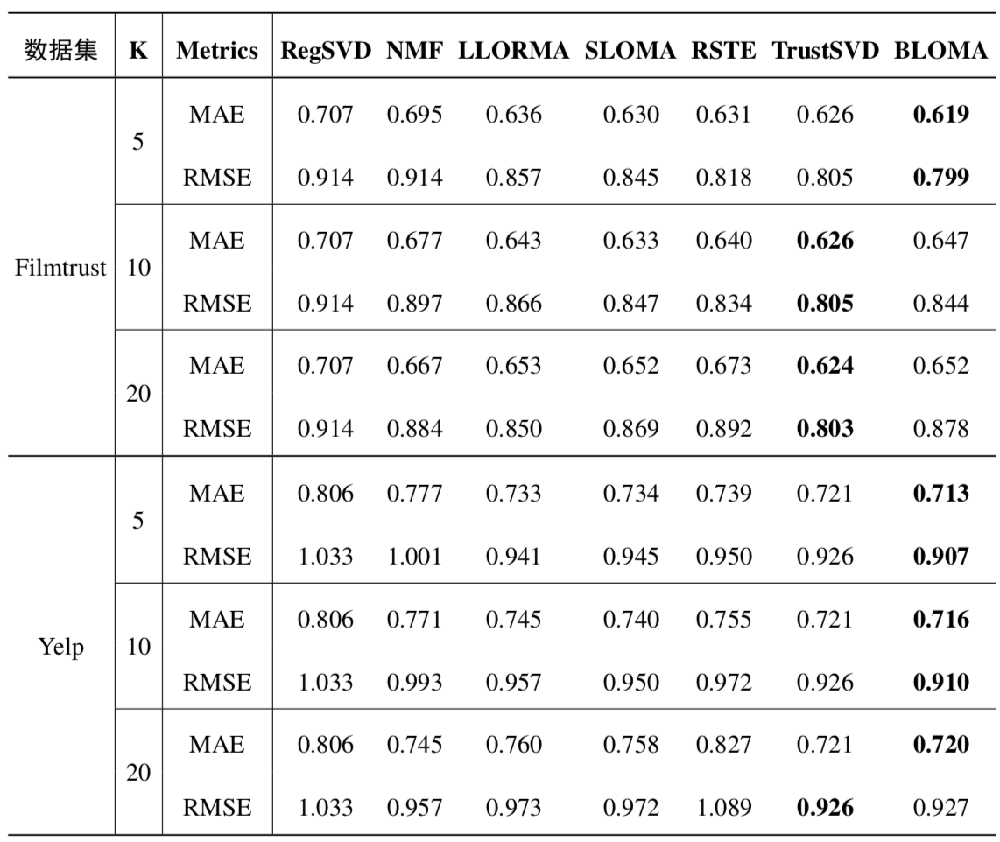 数据集 K Metrics RegSVD NMF LLORMA SLOMA RSTE TrustSVD BLOMA
MAE 0.707 0.695 0.636 0.630 0.631 0.626 0.619
5
RMSE 0.914 0.914 0.857 0.845 0.818 0.805 0.799
MAE 0.707 0.677 0.643 0.633 0.640 0.626 0.647
Filmtrust 10
RMSE 0.914 0.897 0.866 0.847 0.834 0.805 0.844
MAE 0.707 0.667 0.653 0.652 0.673 0.624 0.652
20
RMSE 0.914 0.884 0.850 0.869 0.892 0.803 0.878
MAE 0.806 0.777 0.733 0.734 0.739 0.721 0.713
5
RMSE 1.033 1.001 0.941 0.945 0.950 0.926 0.907
MAE 0.806 0.771 0.745 0.740 0.755 0.721 0.716
Yelp 10
RMSE 1.033 0.993 0.957 0.950 0.972 0.926 0.910
MAE 0.806 0.745 0.760 0.758 0.827 0.721 0.720
20
RMSE 1.033 0.957 0.973 0.972 1.089 0.926 0.927